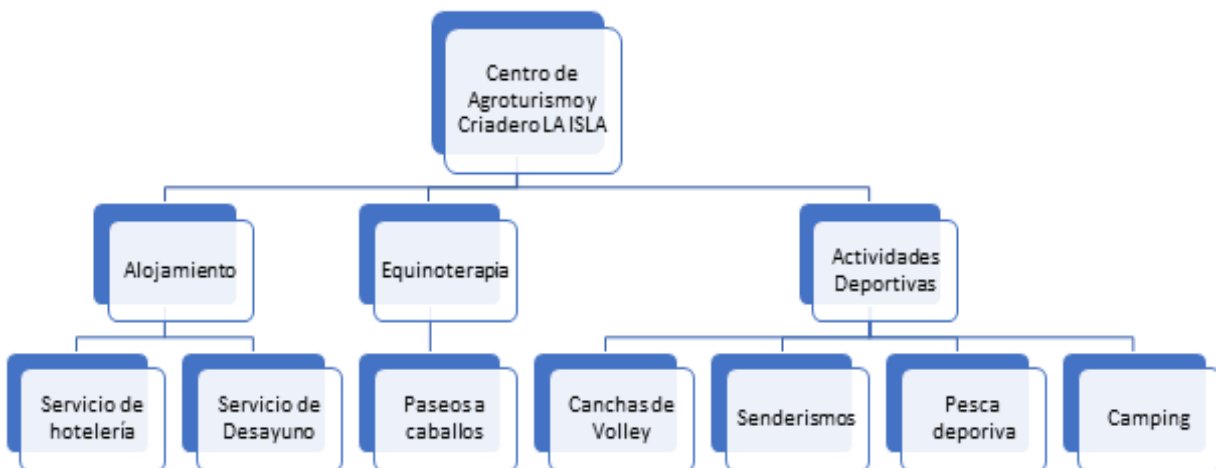 Centro de
Agroturismo y
Criadero LA ISLA
Alojamiento
Equinoterapia
Actividades
Deportivas
Servicio de
hotelería
Servicio de
Desayuno
Paseos a
caballos
Canchas de
Volley
Senderismos
Pesca
deporiva
Camping